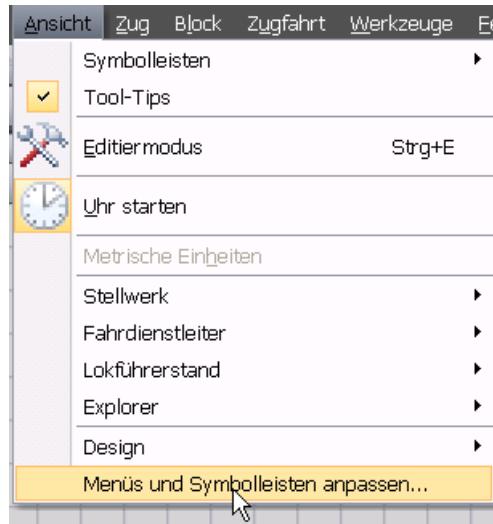 Ansicht Zug Block Zugfahrt Werkzeuge
Symbolleisten
Tool-Tips
Editiermodus Strg+E
Uhr starten
Metrische Einheiten
Stellwerk
Fahrdienstleiter
Lokführerstand
Explorer
Design
Menüs und Symbolleisten anpassen...